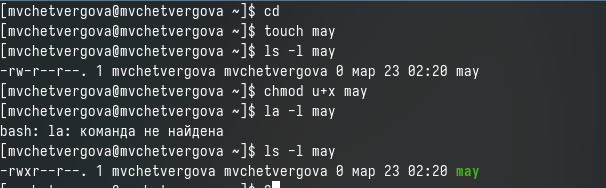 [mvchetvergova@mvchetvergova ~]$ cd
[mvchetvergova@mvchetvergova ~]$ touch may
[mvchetvergova@mvchetvergova ~]$ ls -l may
-rw-r--r--. 1 mvchetvergova mvchetvergova 0 мар 23 02:20 may
[mvchetvergova@mvchetvergova ~]$ chmod u+x may
[mvchetvergova@mvchetvergova ~]$ la -l may
bash: la: команда не найдена
[mvchetvergova@mvchetvergova ~]$ ls -l may
-rwxr--r--. 1 mvchetvergova mvchetvergova 0 мар 23 02:20 may